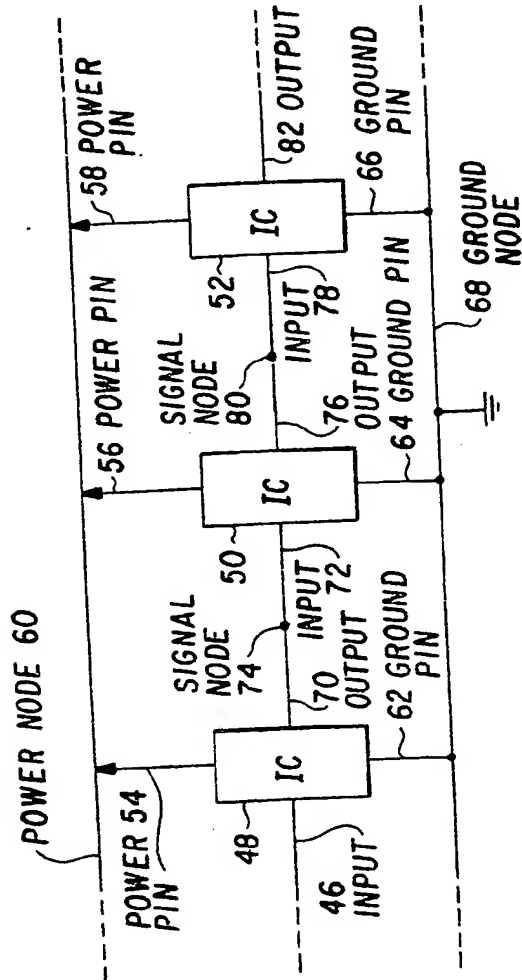 POWER NODE 60
POWER 54
PIN
56 POWER PIN
58 POWER
PIN
SIGNAL
NODE
74
SIGNAL
NODE
80
48
IC
50
IC
52
IC
46
INPUT
70
OUTPUT
INPUT
72
76
OUTPUT
INPUT
78
82 OUTPUT
62 GROUND
PIN
64 GROUND PIN
66 GROUND
PIN
68 GROUND
NODE